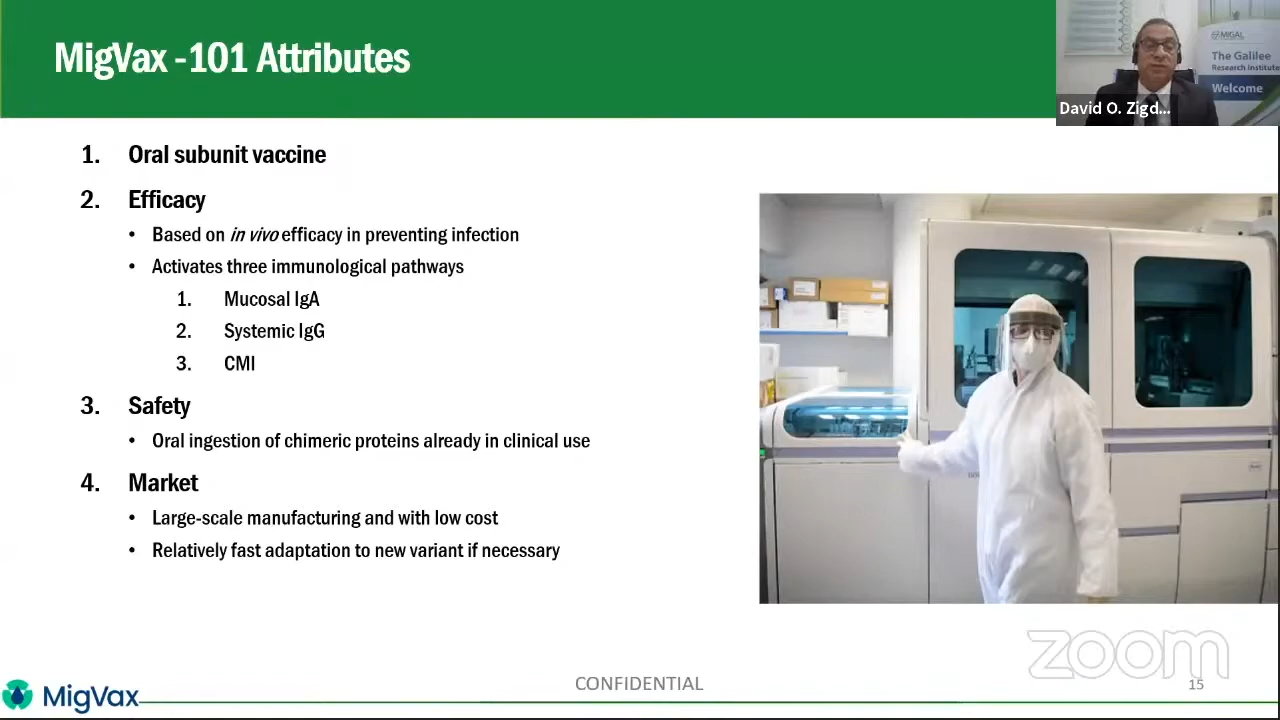 MigVax -101 Attributes
MIGAL
The Galilee
Research Institute
Welcome
David O. Zigd...
1. Oral subunit vaccine
2. Efficacy
• Based on in vivo efficacy in preventing infection
• Activates three immunological pathways
1. Mucosal IgA
2. Systemic IgG
3. CMI
3. Safety
• Oral ingestion of chimeric proteins already in clinical use
4. Market
• Large-scale manufacturing and with low cost
• Relatively fast adaptation to new variant if necessary
zoom
MigVax
CONFIDENTIAL
15